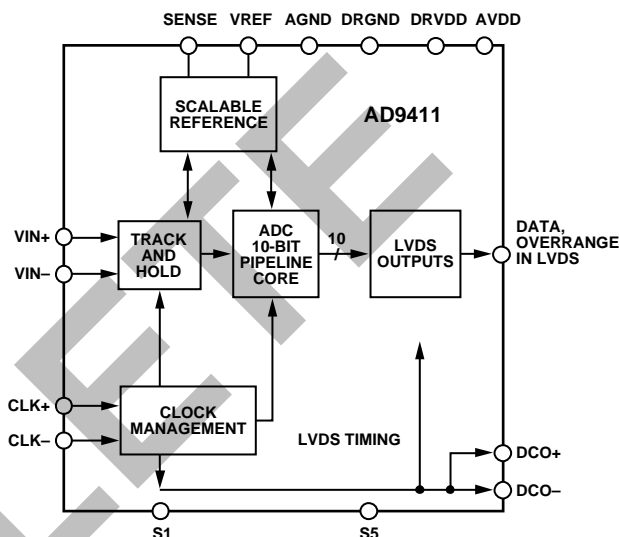 SENSE VREF AGND DRGND DRVDD AVDD
SCALABLE
REFERENCE
AD9411
VIN+
VIN–
TRACK
AND
HOLD
ADC
10-BIT
PIPELINE
CORE
10
LVDS
OUTPUTS
DATA,
OVERRANGE
IN LVDS
CLK+
CLK–
CLOCK
MANAGEMENT
LVDS TIMING
DCO+
DCO–
S1 S5
LETE